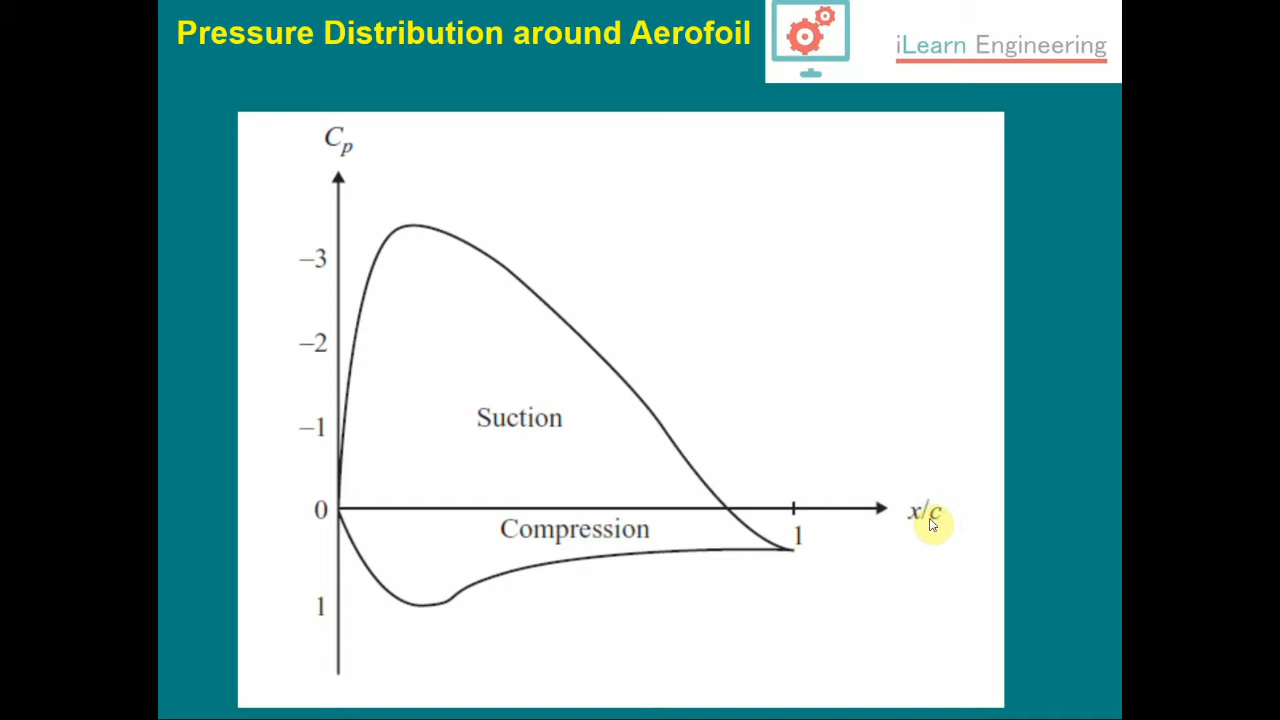 Pressure Distribution around Aerofoil
iLearn Engineering
Cp
–3
–2
Suction
–1
0
x/c
Compression
1
1